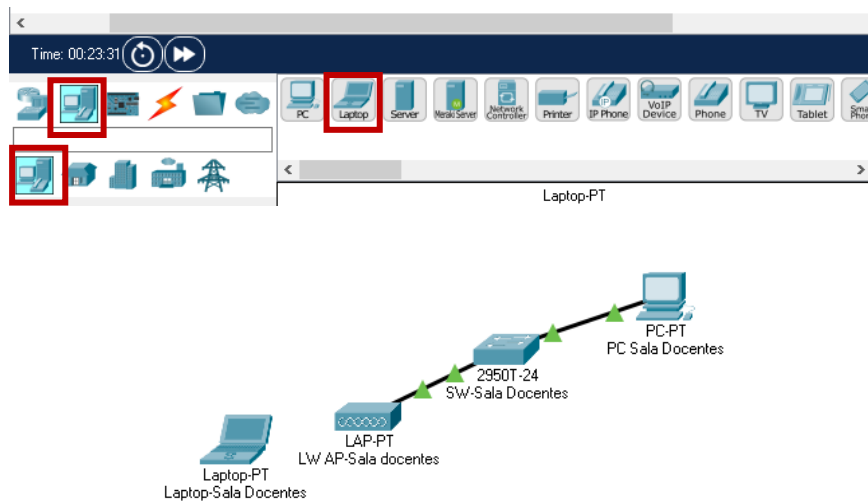 Time: 00:23:31
PC
Laptop
Server
Meraki Server
Network
Controller
Printer
IP Phone
IP
VoIP
Device
Phone
TV
Tablet
Laptop-PT
PC-PT
PC Sala Docentes
2950T-24
SW-Sala Docentes
LAP-PT
LW AP-Sala docentes
Laptop-PT
Laptop-Sala Docentes